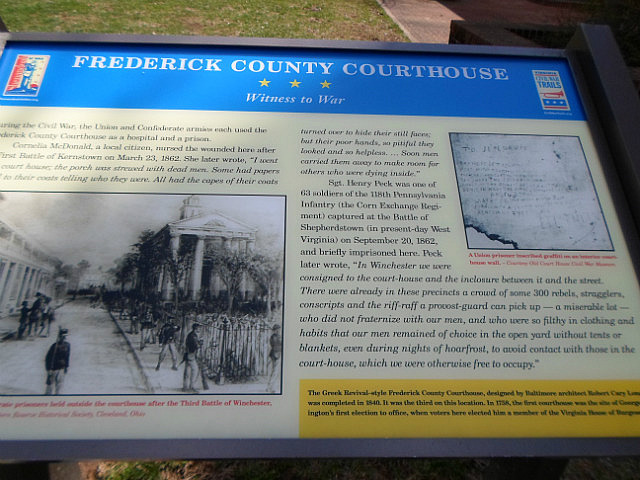 FREDERICK COUNTY COURTHOUSE
Witness to War
VIRGINIA
CIVIL WAR
TRAILS
uring the Civil War, the Union and Confederate armies each used the
ederick County Courthouse as a hospital and a prison.
Cornelia McDonald, a local citizen, nursed the wounded here after
First Battle of Kernstown on March 23, 1862. She later wrote, "I went
court house; the porch was strewed with dead men. Some had papers
to their coats telling who they were. All had the capes of their coats
turned over to hide their still faces;
but their poor hands, so pitiful they
looked and so helpless. ... Soon men
carried them away to make room for
others who were dying inside."
Sgt. Henry Peck was one of
63 soldiers of the 118th Pennsylvania
Infantry (the Corn Exchange Regi-
ment) captured at the Battle of
Shepherdstown (in present-day West
Virginia) on September 20, 1862,
and briefly imprisoned here. Peck
later wrote, "In Winchester we were
consigned to the court-house and the inclosure between it and the street.
There were already in these precincts a crowd of some 300 rebels, stragglers,
conscripts and the riff-raff a provost-guard can pick up — a miserable lot —
who did not fraternize with our men, and who were so filthy in clothing and
habits that our men remained of choice in the open yard without tents or
blankets, even during nights of hoarfrost, to avoid contact with those in the
court-house, which we were otherwise free to occupy."
A Union prisoner inscribed graffiti on an interior court-
house wall. – Courtesy Old Court House Civil War Museum
rate prisoners held outside the courthouse after the Third Battle of Winchester.
tern Reserve Historical Society, Cleveland, Ohio
The Greek Revival-style Frederick County Courthouse, designed by Baltimore architect Robert Cary Long
was completed in 1840. It was the third on this location. In 1758, the first courthouse was the site of George
ington's first election to office, when voters here elected him a member of the Virginia House of Burgess